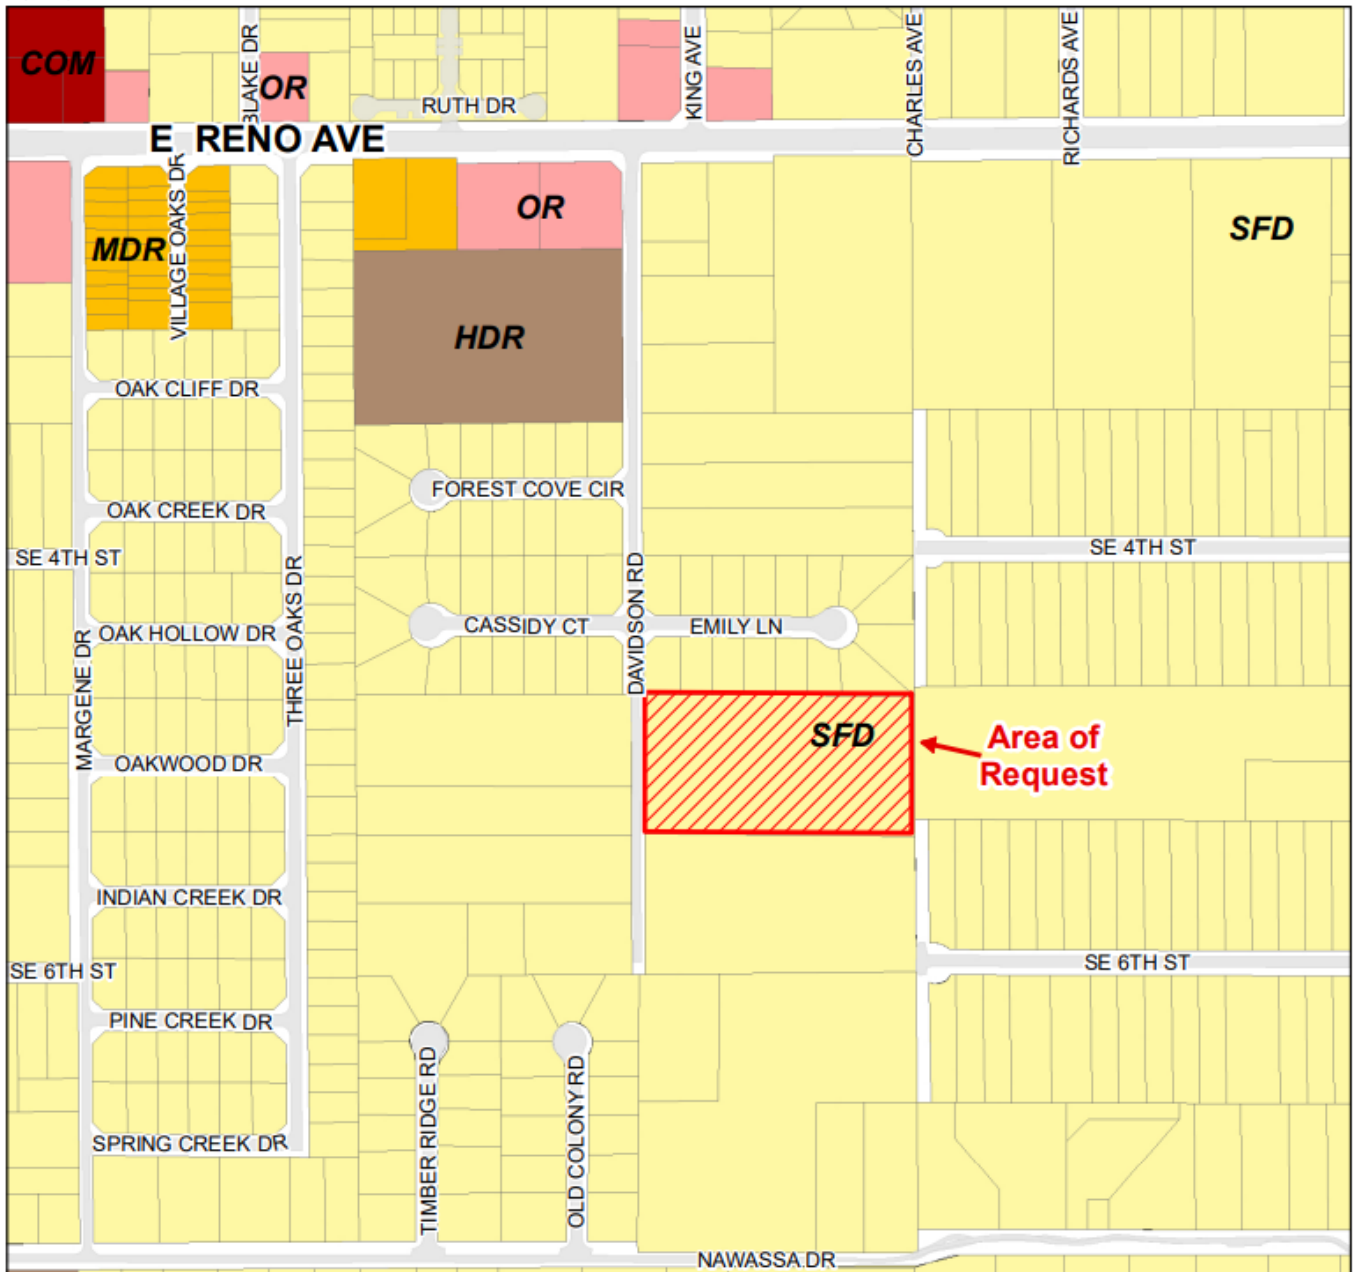 COM
BLAKE DR
OR
RUTH DR
KING AVE
CHARLES AVE
RICHARDS AVE
E RENO AVE
MDR
VILLAGE OAKS DR
OR
SFD
HDR
OAK CLIFF DR
FOREST COVE CIR
OAK CREEK DR
SE 4TH ST
SE 4TH ST
THREE OAKS DR
DAVIDSON RD
CASSIDY CT
EMILY LN
OAK HOLLOW DR
MARGENE DR
SFD
Area of
Request
OAKWOOD DR
INDIAN CREEK DR
SE 6TH ST
SE 6TH ST
PINE CREEK DR
TIMBER RIDGE RD
OLD COLONY RD
SPRING CREEK DR
NAWASSA DR